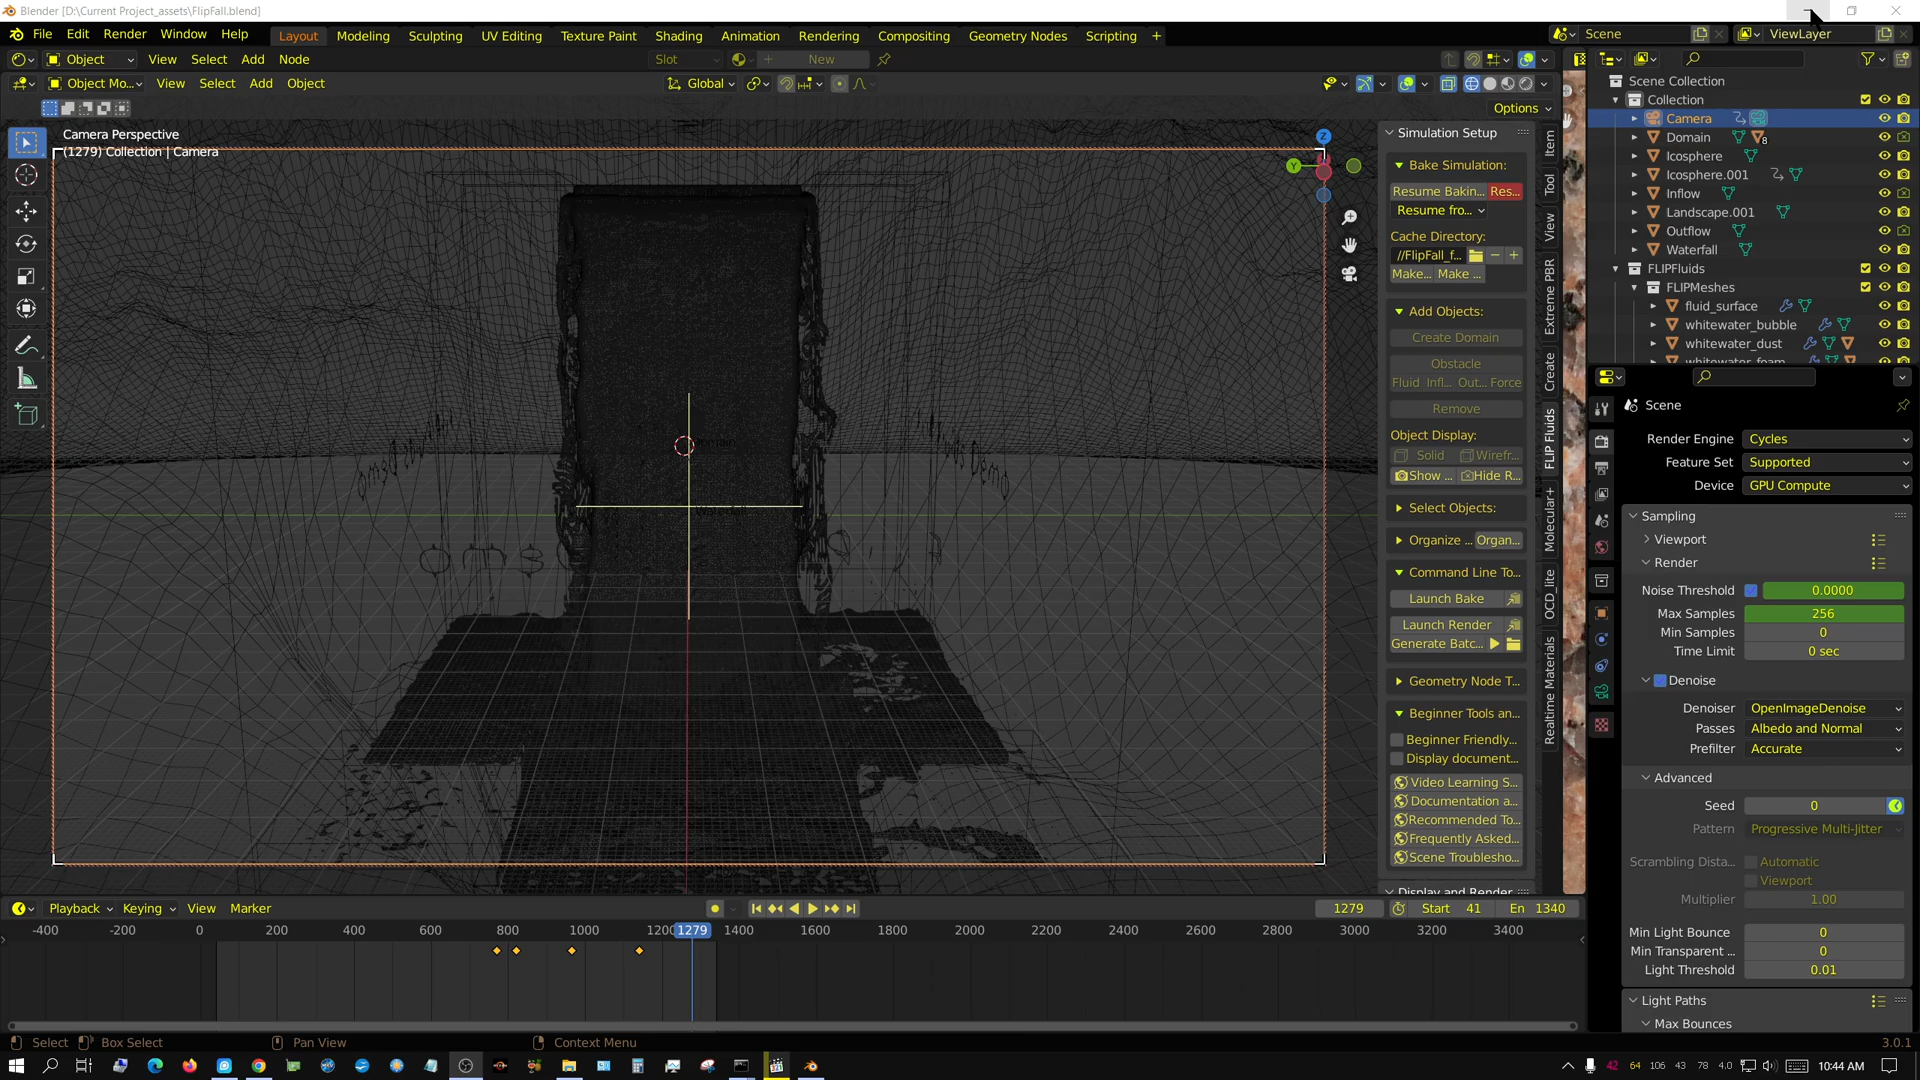 Blender [D:\Current Project_assets\FlipFall.blend]
File Edit Render Window Help Layout Modeling Sculpting UV Editing Texture Paint Shading Animation Rendering Compositing Geometry Nodes Scripting + Scene ViewLayer
Object View Select Add Node Slot New
Object Mo... View Select Add Object Global
Options
Camera Perspective
(1279) Collection | Camera
Z
Y
Simulation Setup
Bake Simulation:
Resume Bakin... Res...
Resume fro...
Cache Directory:
//FlipFall_f...
Make... Make ...
Add Objects:
Create Domain
Obstacle
Fluid Infl... Out... Force
Remove
Object Display:
Solid Wirefr...
Show ... Hide R...
Select Objects:
Organize ... Organ...
Command Line To...
Launch Bake
Launch Render
Generate Batc...
Geometry Node T...
Beginner Tools an...
Beginner Friendly...
Display document...
Video Learning S...
Documentation a...
Recommended To...
Frequently Asked...
Scene Troublesho...
Display and Render
Item
Tool
View
Extreme PBR
Create
FLIP Fluids
Molecular+
OCD_lite
Realtime Materials
Scene Collection
Collection
Camera
Domain 8
Icosphere
Icosphere.001
Inflow
Landscape.001
Outflow
Waterfall
FLIPFluids
FLIPMeshes
fluid_surface
whitewater_bubble
whitewater_dust
whitewater_foam
Scene
Render Engine Cycles
Feature Set Supported
Device GPU Compute
Sampling
Viewport
Render
Noise Threshold 0.0000
Max Samples 256
Min Samples 0
Time Limit 0 sec
Denoise
Denoiser OpenImageDenoise
Passes Albedo and Normal
Prefilter Accurate
Advanced
Seed 0
Pattern Progressive Multi-Jitter
Scrambling Dista... Automatic
Viewport
Multiplier 1.00
Min Light Bounce 0
Min Transparent ... 0
Light Threshold 0.01
Light Paths
Max Bounces
Playback Keying View Marker 1279 Start 41 En 1340
-400 -200 0 200 400 600 800 1000 1200 1279 1400 1600 1800 2000 2200 2400 2600 2800 3000 3200 3400
Select Box Select Pan View Context Menu 3.0.1
42 64 106 43 78 4.0 10:44 AM